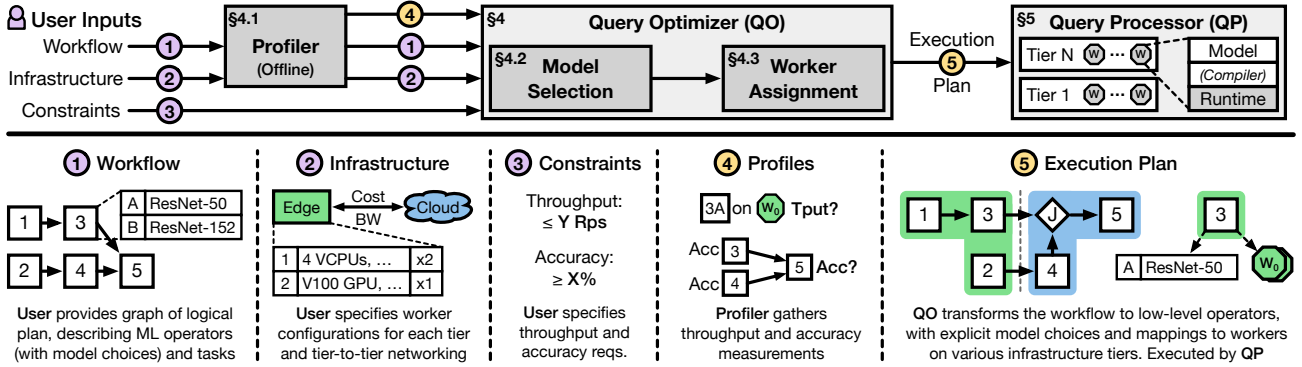 User Inputs
Workflow
Infrastructure
Constraints
1
2
3
§4.1
Profiler
(Offline)
4
1
2
§4
Query Optimizer (QO)
§4.2
Model
Selection
§4.3
Worker
Assignment
Execution
5
Plan
§5
Query Processor (QP)
Tier N W ... W
Tier 1 W ... W
Model
(Compiler)
Runtime
1 Workflow
1 3
A ResNet-50
B ResNet-152
2 4 5
User provides graph of logical
plan, describing ML operators
(with model choices) and tasks
2 Infrastructure
Edge
Cost
BW
Cloud
1 4 VCPUs, ... x2
2 V100 GPU, ... x1
User specifies worker
configurations for each tier
and tier-to-tier networking
3 Constraints
Throughput:
≤ Y Rps
Accuracy:
≥ X%
User specifies
throughput and
accuracy reqs.
4 Profiles
3A on W0 Tput?
Acc 3
5 Acc?
Acc 4
Profiler gathers
throughput and accuracy
measurements
5 Execution Plan
1 3 J 5
2 4
3
A ResNet-50
W0
QO transforms the workflow to low-level operators,
with explicit model choices and mappings to workers
on various infrastructure tiers. Executed by QP